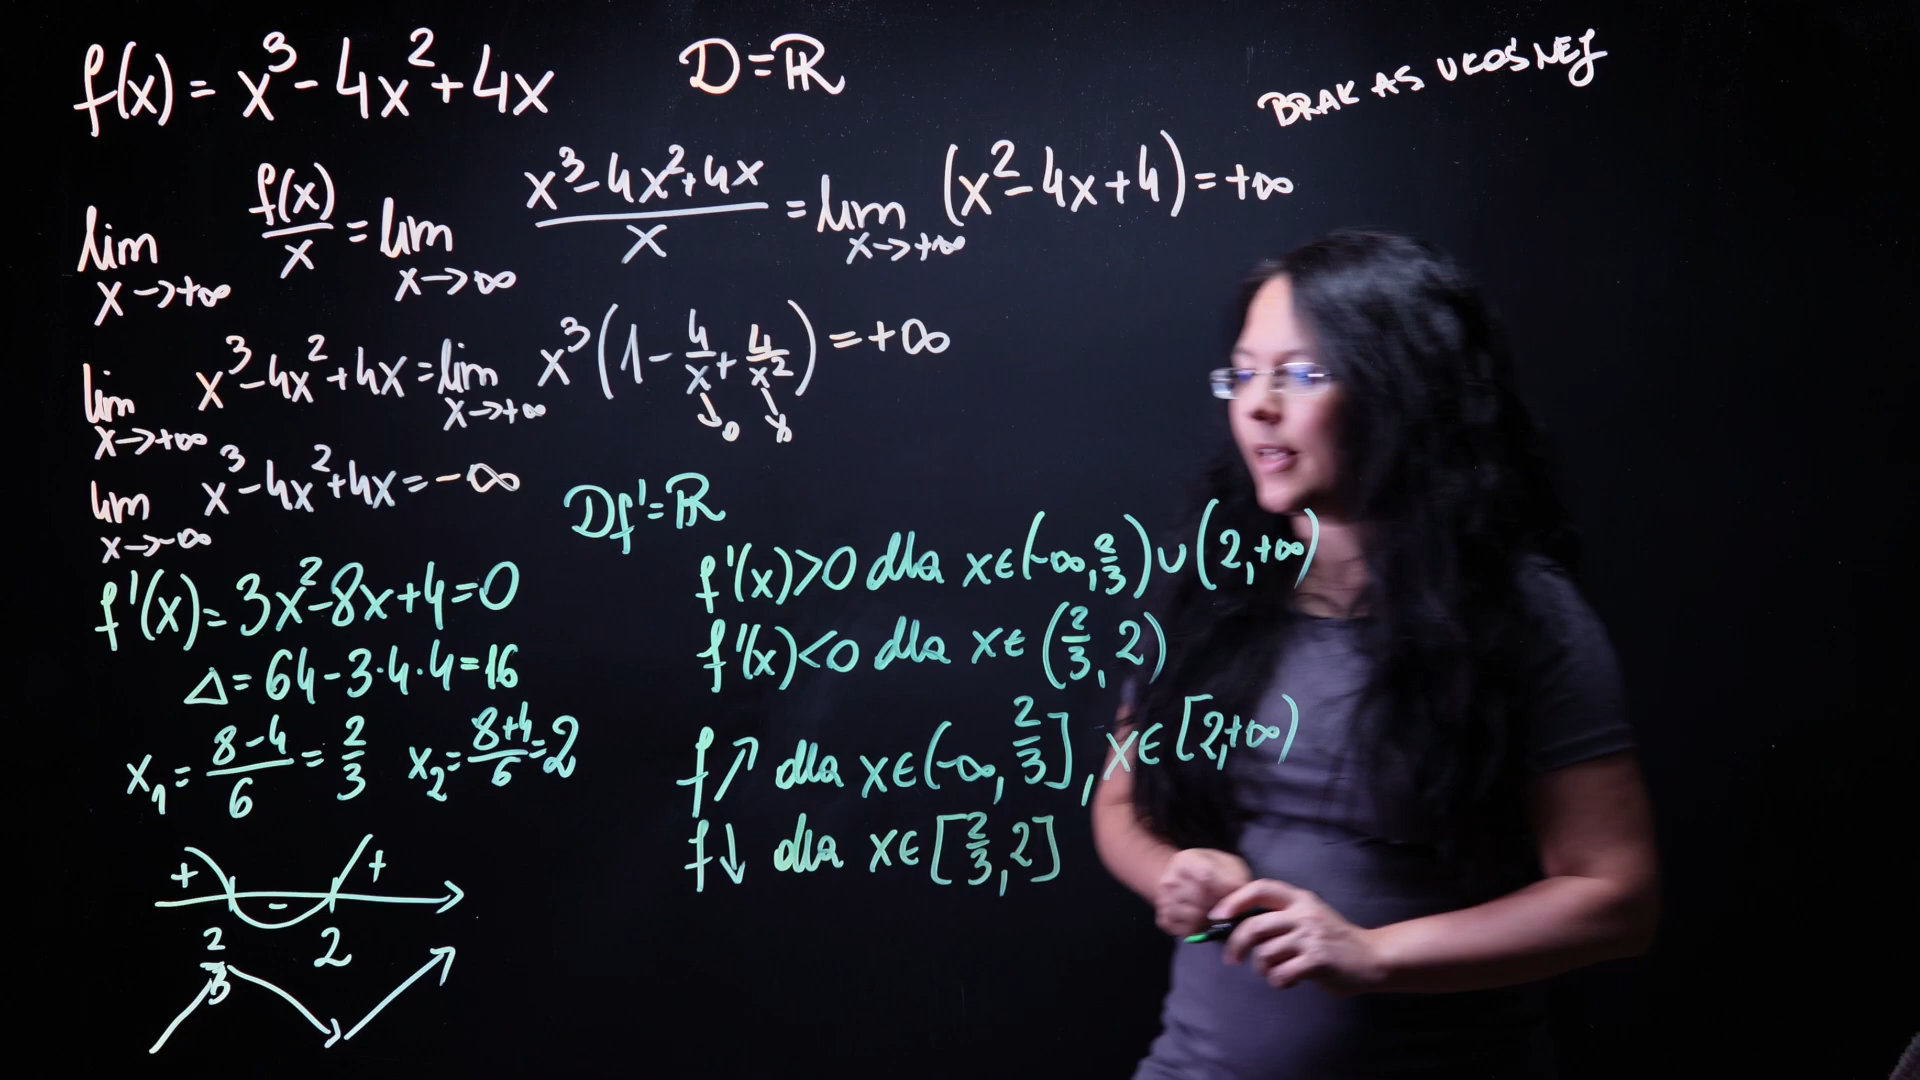 f(x) = x³ - 4x² + 4x D = ℝ
BRAK AS UKOŚNEJ
lim x→+∞ f(x)/x = lim x→∞ (x³-4x²+4x)/x = lim x→+∞ (x²-4x+4) = +∞
lim x→+∞ x³-4x²+4x = lim x→+∞ x³(1 - 4/x + 4/x²) = +∞
↓0 ↓0
lim x→-∞ x³-4x²+4x = -∞
Df' = ℝ
f'(x) = 3x²-8x+4 = 0
Δ = 64-3·4·4 = 16
x₁ = (8-4)/6 = 2/3 x₂ = (8+4)/6 = 2
+ - +
2/3 2
f'(x)>0 dla x∈(-∞, 2/3) ∪ (2, +∞)
f'(x)<0 dla x∈(2/3, 2)
f↗ dla x∈(-∞, 2/3], x∈[2, +∞)
f↓ dla x∈[2/3, 2]